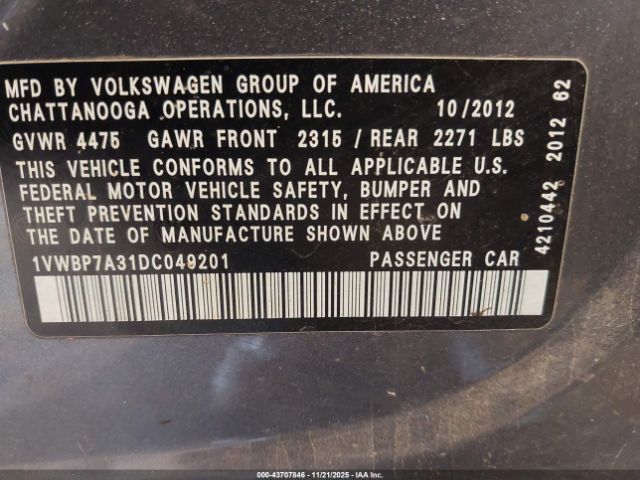 MFD BY VOLKSWAGEN GROUP OF AMERICA
CHATTANOOGA OPERATIONS, LLC. 10/2012
GVWR 4475 GAWR FRONT 2315 / REAR 2271 LBS
THIS VEHICLE CONFORMS TO ALL APPLICABLE U.S.
FEDERAL MOTOR VEHICLE SAFETY, BUMPER AND
THEFT PREVENTION STANDARDS IN EFFECT ON
THE DATE OF MANUFACTURE SHOWN ABOVE
1VWBP7A31DC049201 PASSENGER CAR
4210442 2012 62
000-43707846 - 11/21/2025 - IAA Inc.